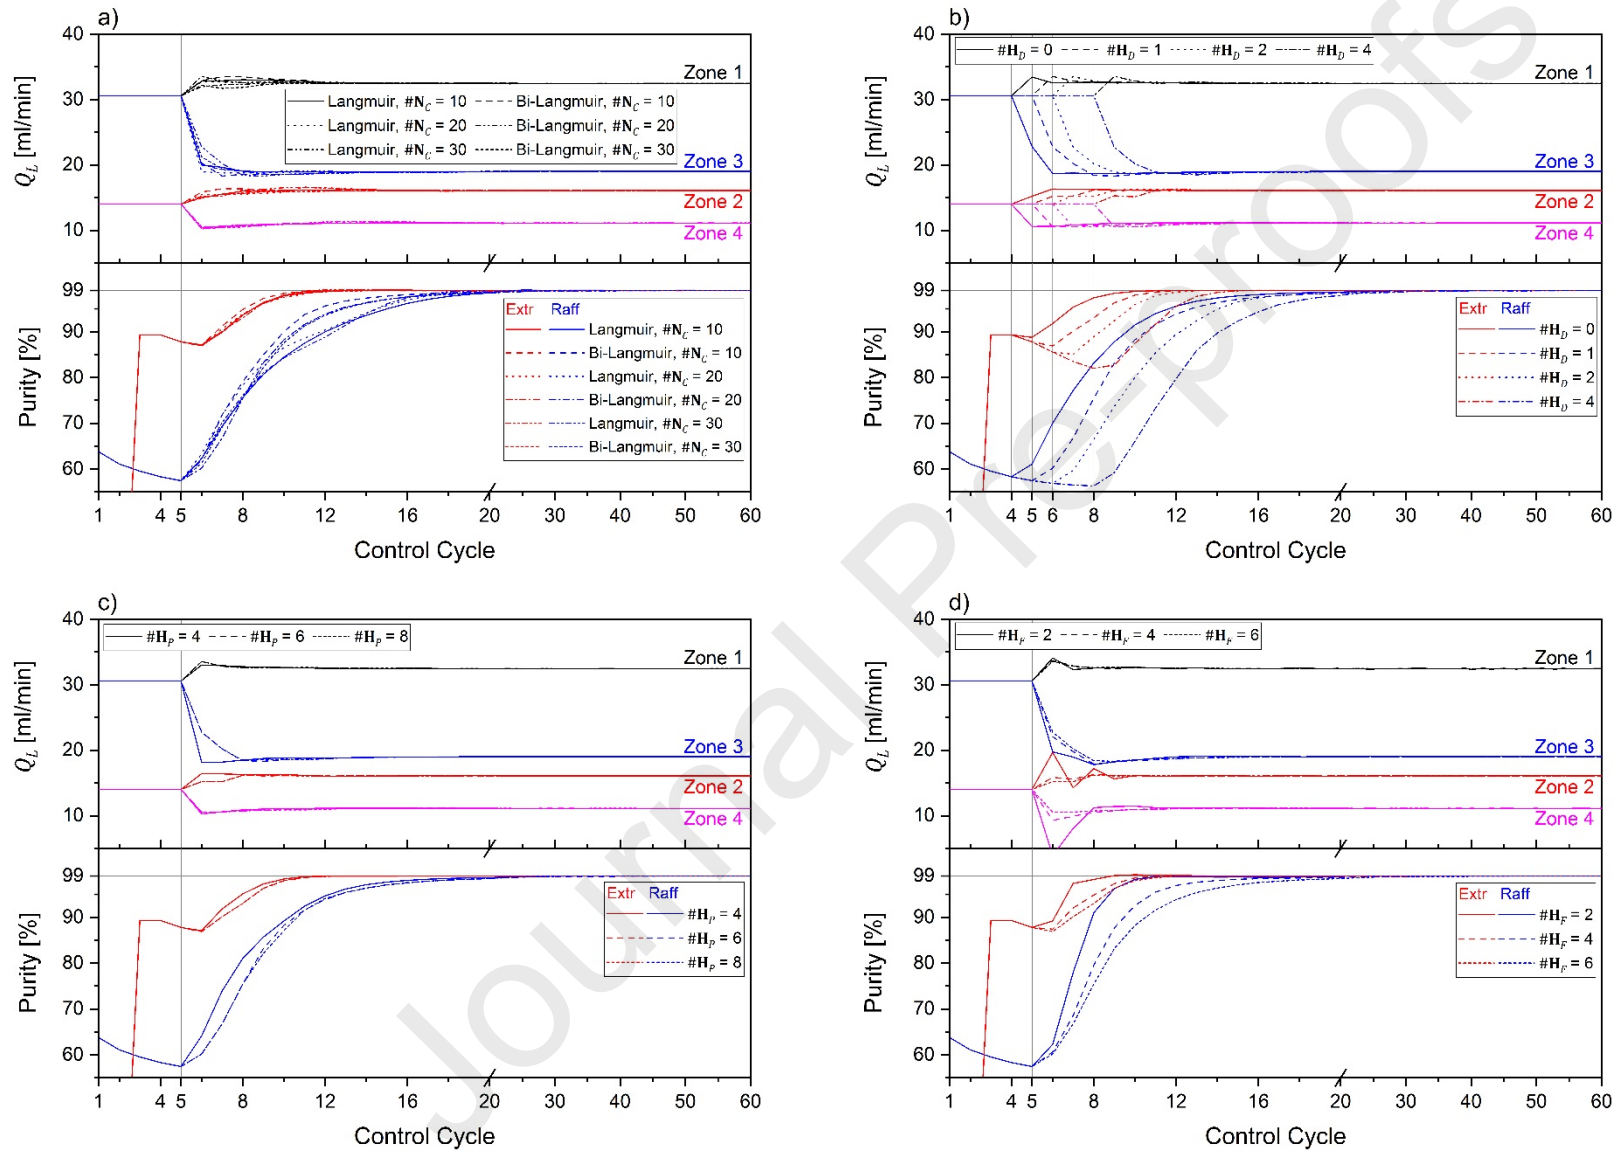 a)
40
30
20
10
Q_L [ml/min]
Zone 1
Zone 3
Zone 2
Zone 4
Langmuir, #N_C = 10
Bi-Langmuir, #N_C = 10
Langmuir, #N_C = 20
Bi-Langmuir, #N_C = 20
Langmuir, #N_C = 30
Bi-Langmuir, #N_C = 30
99
90
80
70
60
Purity [%]
Extr Raff
Langmuir, #N_C = 10
Bi-Langmuir, #N_C = 10
Langmuir, #N_C = 20
Bi-Langmuir, #N_C = 20
Langmuir, #N_C = 30
Bi-Langmuir, #N_C = 30
1 4 5 8 12 16 20 30 40 50 60
Control Cycle
b)
#H_D = 0 #H_D = 1 #H_D = 2 #H_D = 4
40
30
20
10
Q_L [ml/min]
Zone 1
Zone 3
Zone 2
Zone 4
99
90
80
70
60
Purity [%]
Extr Raff
#H_D = 0
#H_D = 1
#H_D = 2
#H_D = 4
1 4 5 6 8 12 16 20 30 40 50 60
Control Cycle
c)
#H_P = 4 #H_P = 6 #H_P = 8
40
30
20
10
Q_L [ml/min]
Zone 1
Zone 3
Zone 2
Zone 4
99
90
80
70
60
Purity [%]
Extr Raff
#H_P = 4
#H_P = 6
#H_P = 8
1 4 5 8 12 16 20 30 40 50 60
Control Cycle
d)
#H_F = 2 #H_F = 4 #H_F = 6
40
30
20
10
Q_L [ml/min]
Zone 1
Zone 3
Zone 2
Zone 4
99
90
80
70
60
Purity [%]
Extr Raff
#H_F = 2
#H_F = 4
#H_F = 6
1 4 5 8 12 16 20 30 40 50 60
Control Cycle
Journal Pre-proofs